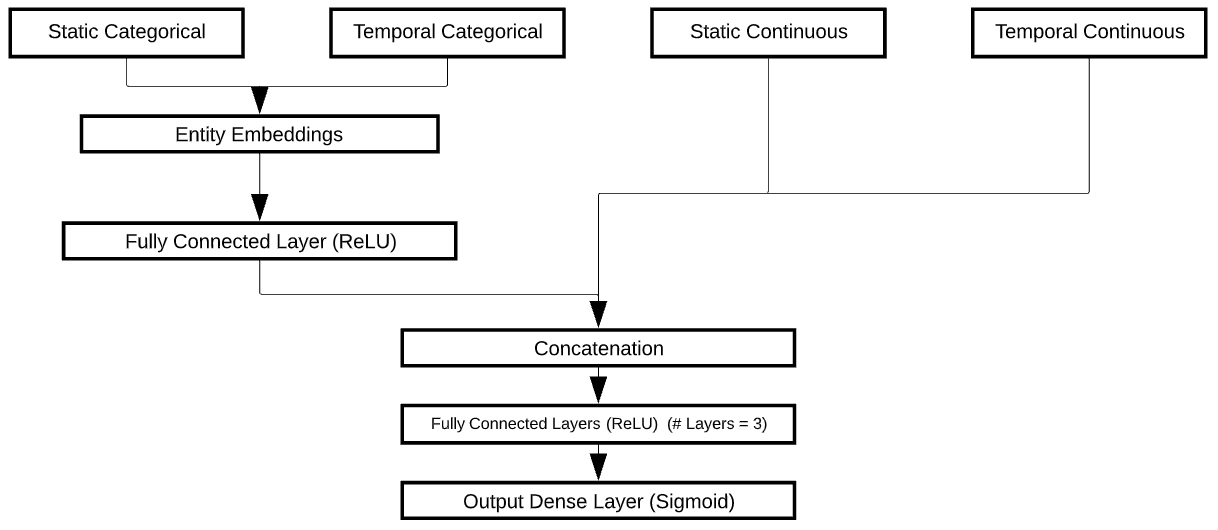 Static Categorical
Temporal Categorical
Static Continuous
Temporal Continuous
Entity Embeddings
Fully Connected Layer (ReLU)
Concatenation
Fully Connected Layers (ReLU)  (# Layers = 3)
Output Dense Layer (Sigmoid)